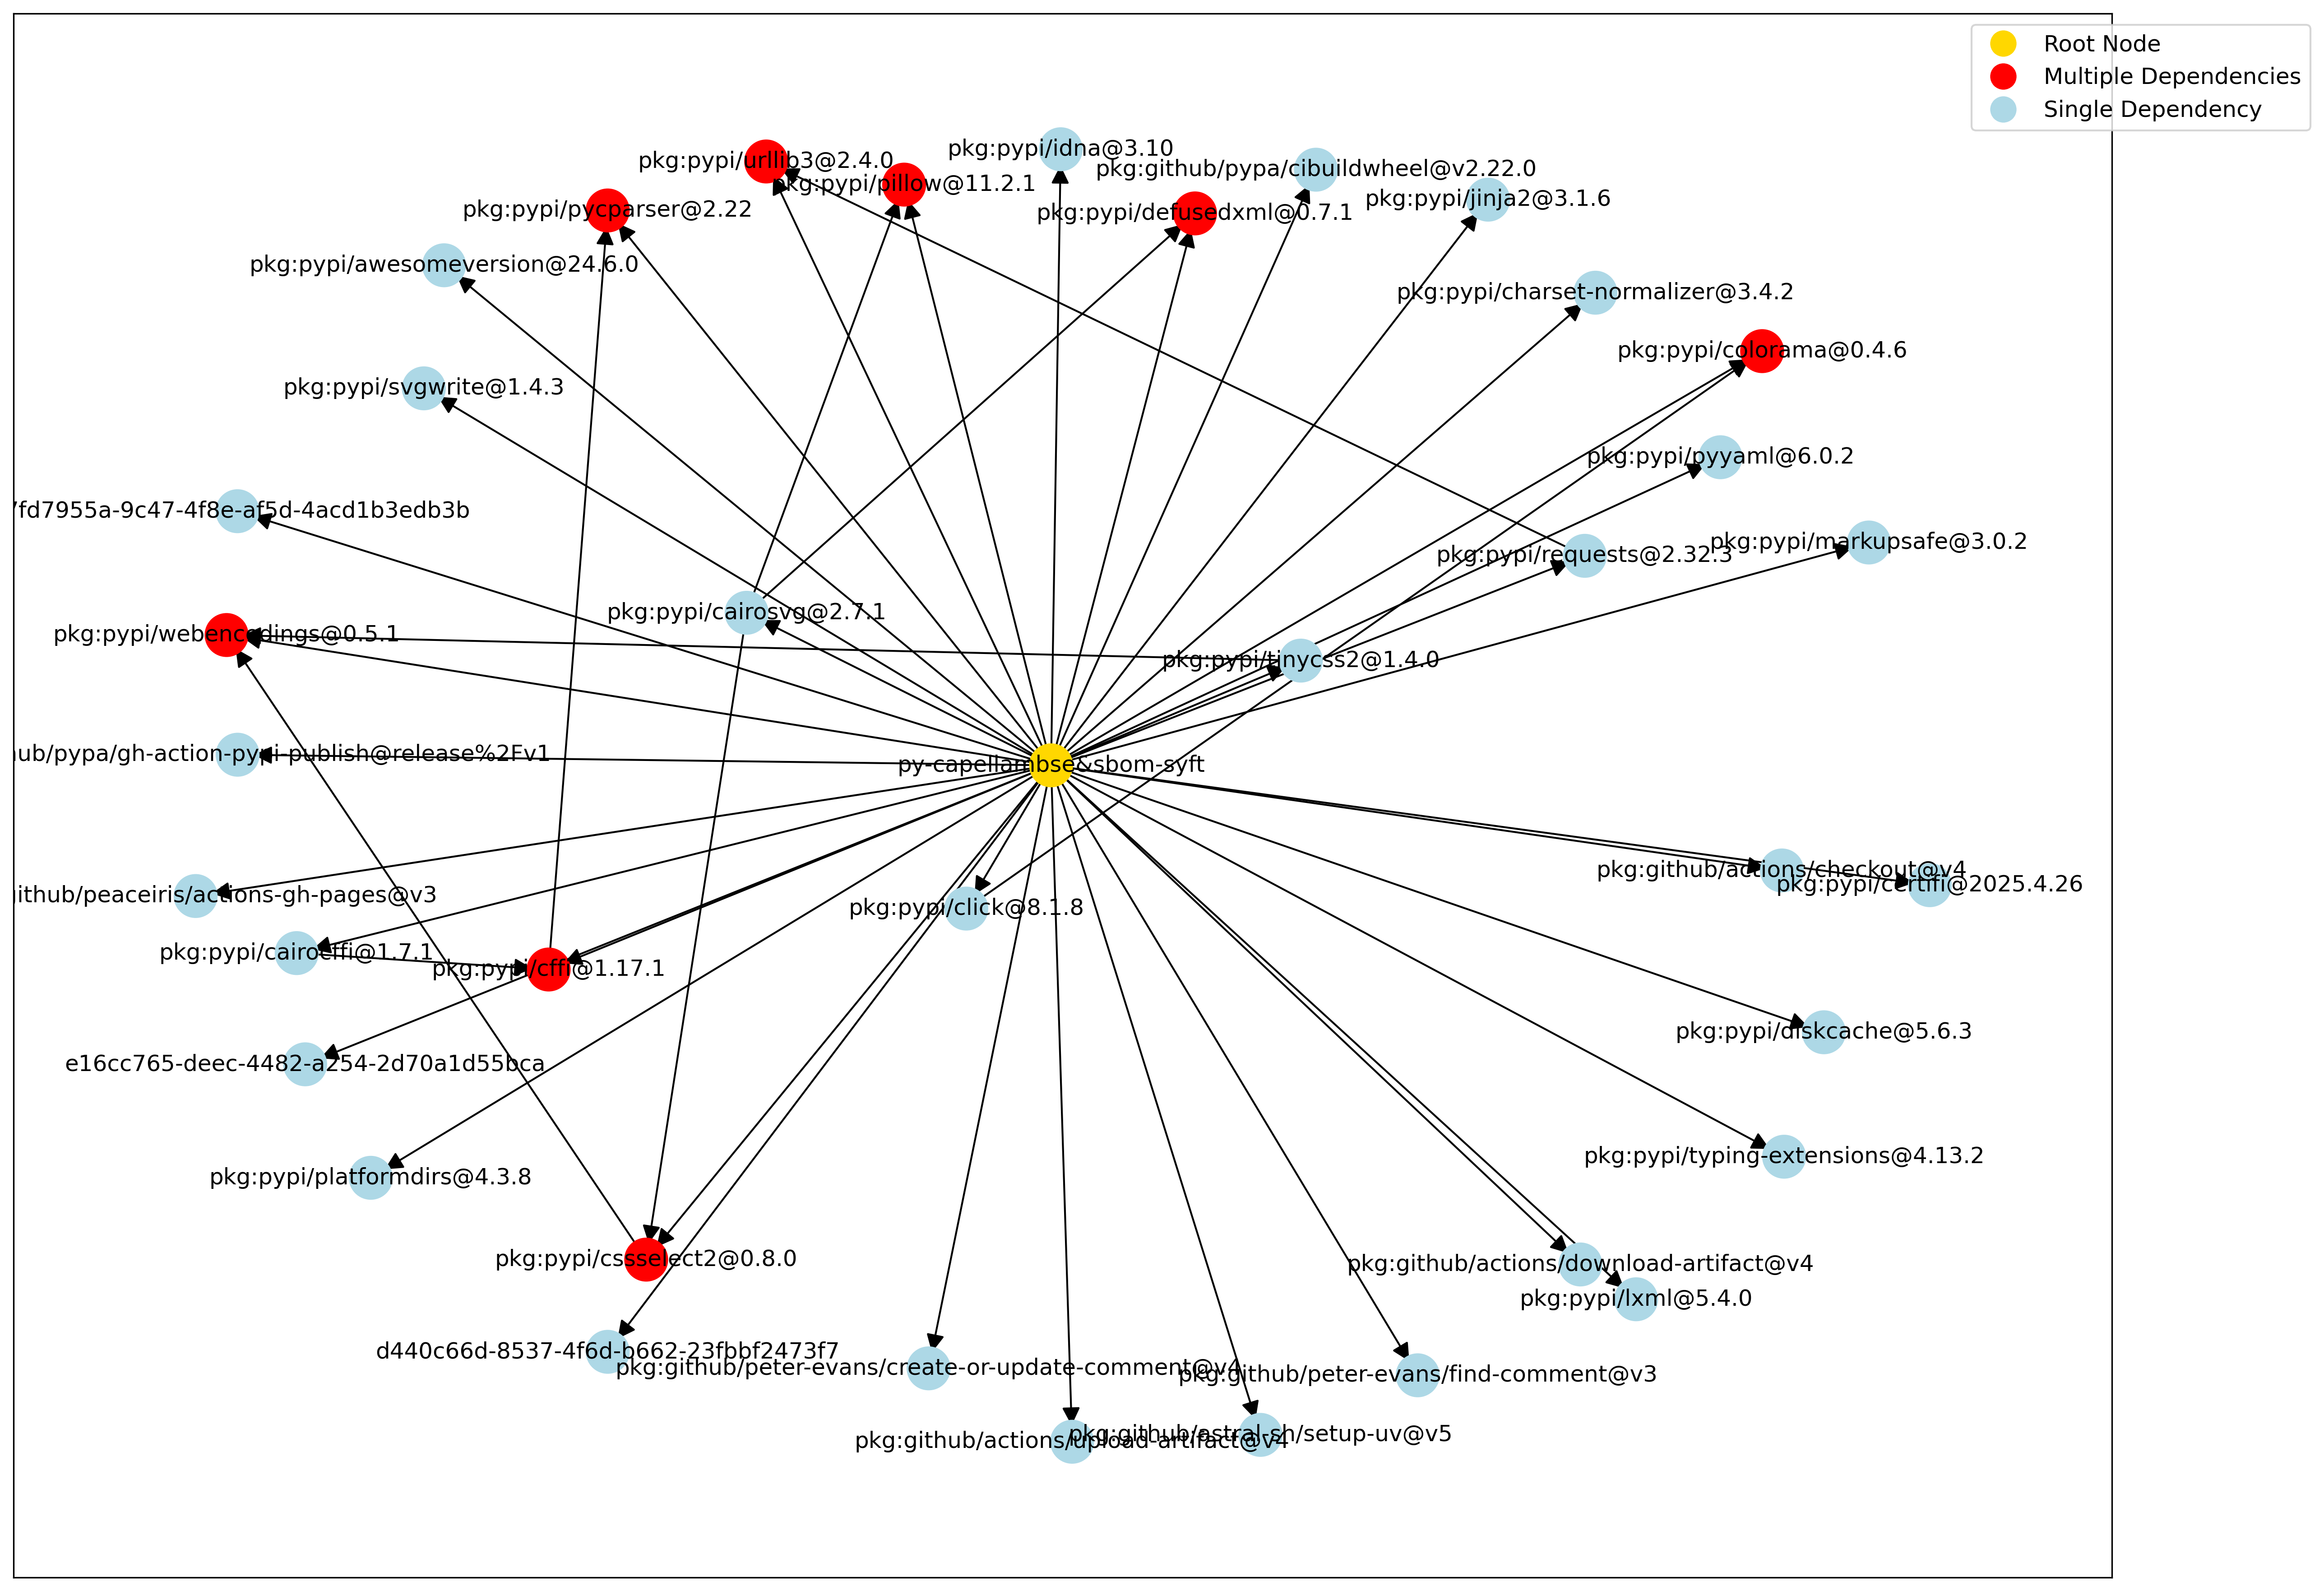 Root Node
Multiple Dependencies
Single Dependency
pkg:pypi/idna@3.10
pkg:pypi/urllib3@2.4.0
pkg:github/pypa/cibuildwheel@v2.22.0
pkg:pypi/pillow@11.2.1
pkg:pypi/jinja2@3.1.6
pkg:pypi/pycparser@2.22
pkg:pypi/defusedxml@0.7.1
pkg:pypi/awesomeversion@24.6.0
pkg:pypi/charset-normalizer@3.4.2
pkg:pypi/colorama@0.4.6
pkg:pypi/svgwrite@1.4.3
pkg:pypi/pyyaml@6.0.2
7fd7955a-9c47-4f8e-af5d-4acd1b3edb3b
pkg:pypi/markupsafe@3.0.2
pkg:pypi/requests@2.32.3
pkg:pypi/cairosvg@2.7.1
pkg:pypi/webencodings@0.5.1
pkg:pypi/tinycss2@1.4.0
hub/pypa/gh-action-pypi-publish@release%2Fv1
py-capellambse&sbom-syft
pkg:github/actions/checkout@v4
pkg:pypi/certifi@2025.4.26
github/peaceiris/actions-gh-pages@v3
pkg:pypi/click@8.1.8
pkg:pypi/cairocffi@1.7.1
pkg:pypi/cffi@1.17.1
pkg:pypi/diskcache@5.6.3
e16cc765-deec-4482-a254-2d70a1d55bca
pkg:pypi/typing-extensions@4.13.2
pkg:pypi/platformdirs@4.3.8
pkg:pypi/cssselect2@0.8.0
pkg:github/actions/download-artifact@v4
pkg:pypi/lxml@5.4.0
d440c66d-8537-4f6d-b662-23fbbf2473f7
pkg:github/peter-evans/create-or-update-comment@v4
pkg:github/peter-evans/find-comment@v3
pkg:github/actions/upload-artifact@v4
pkg:github/astral-sh/setup-uv@v5